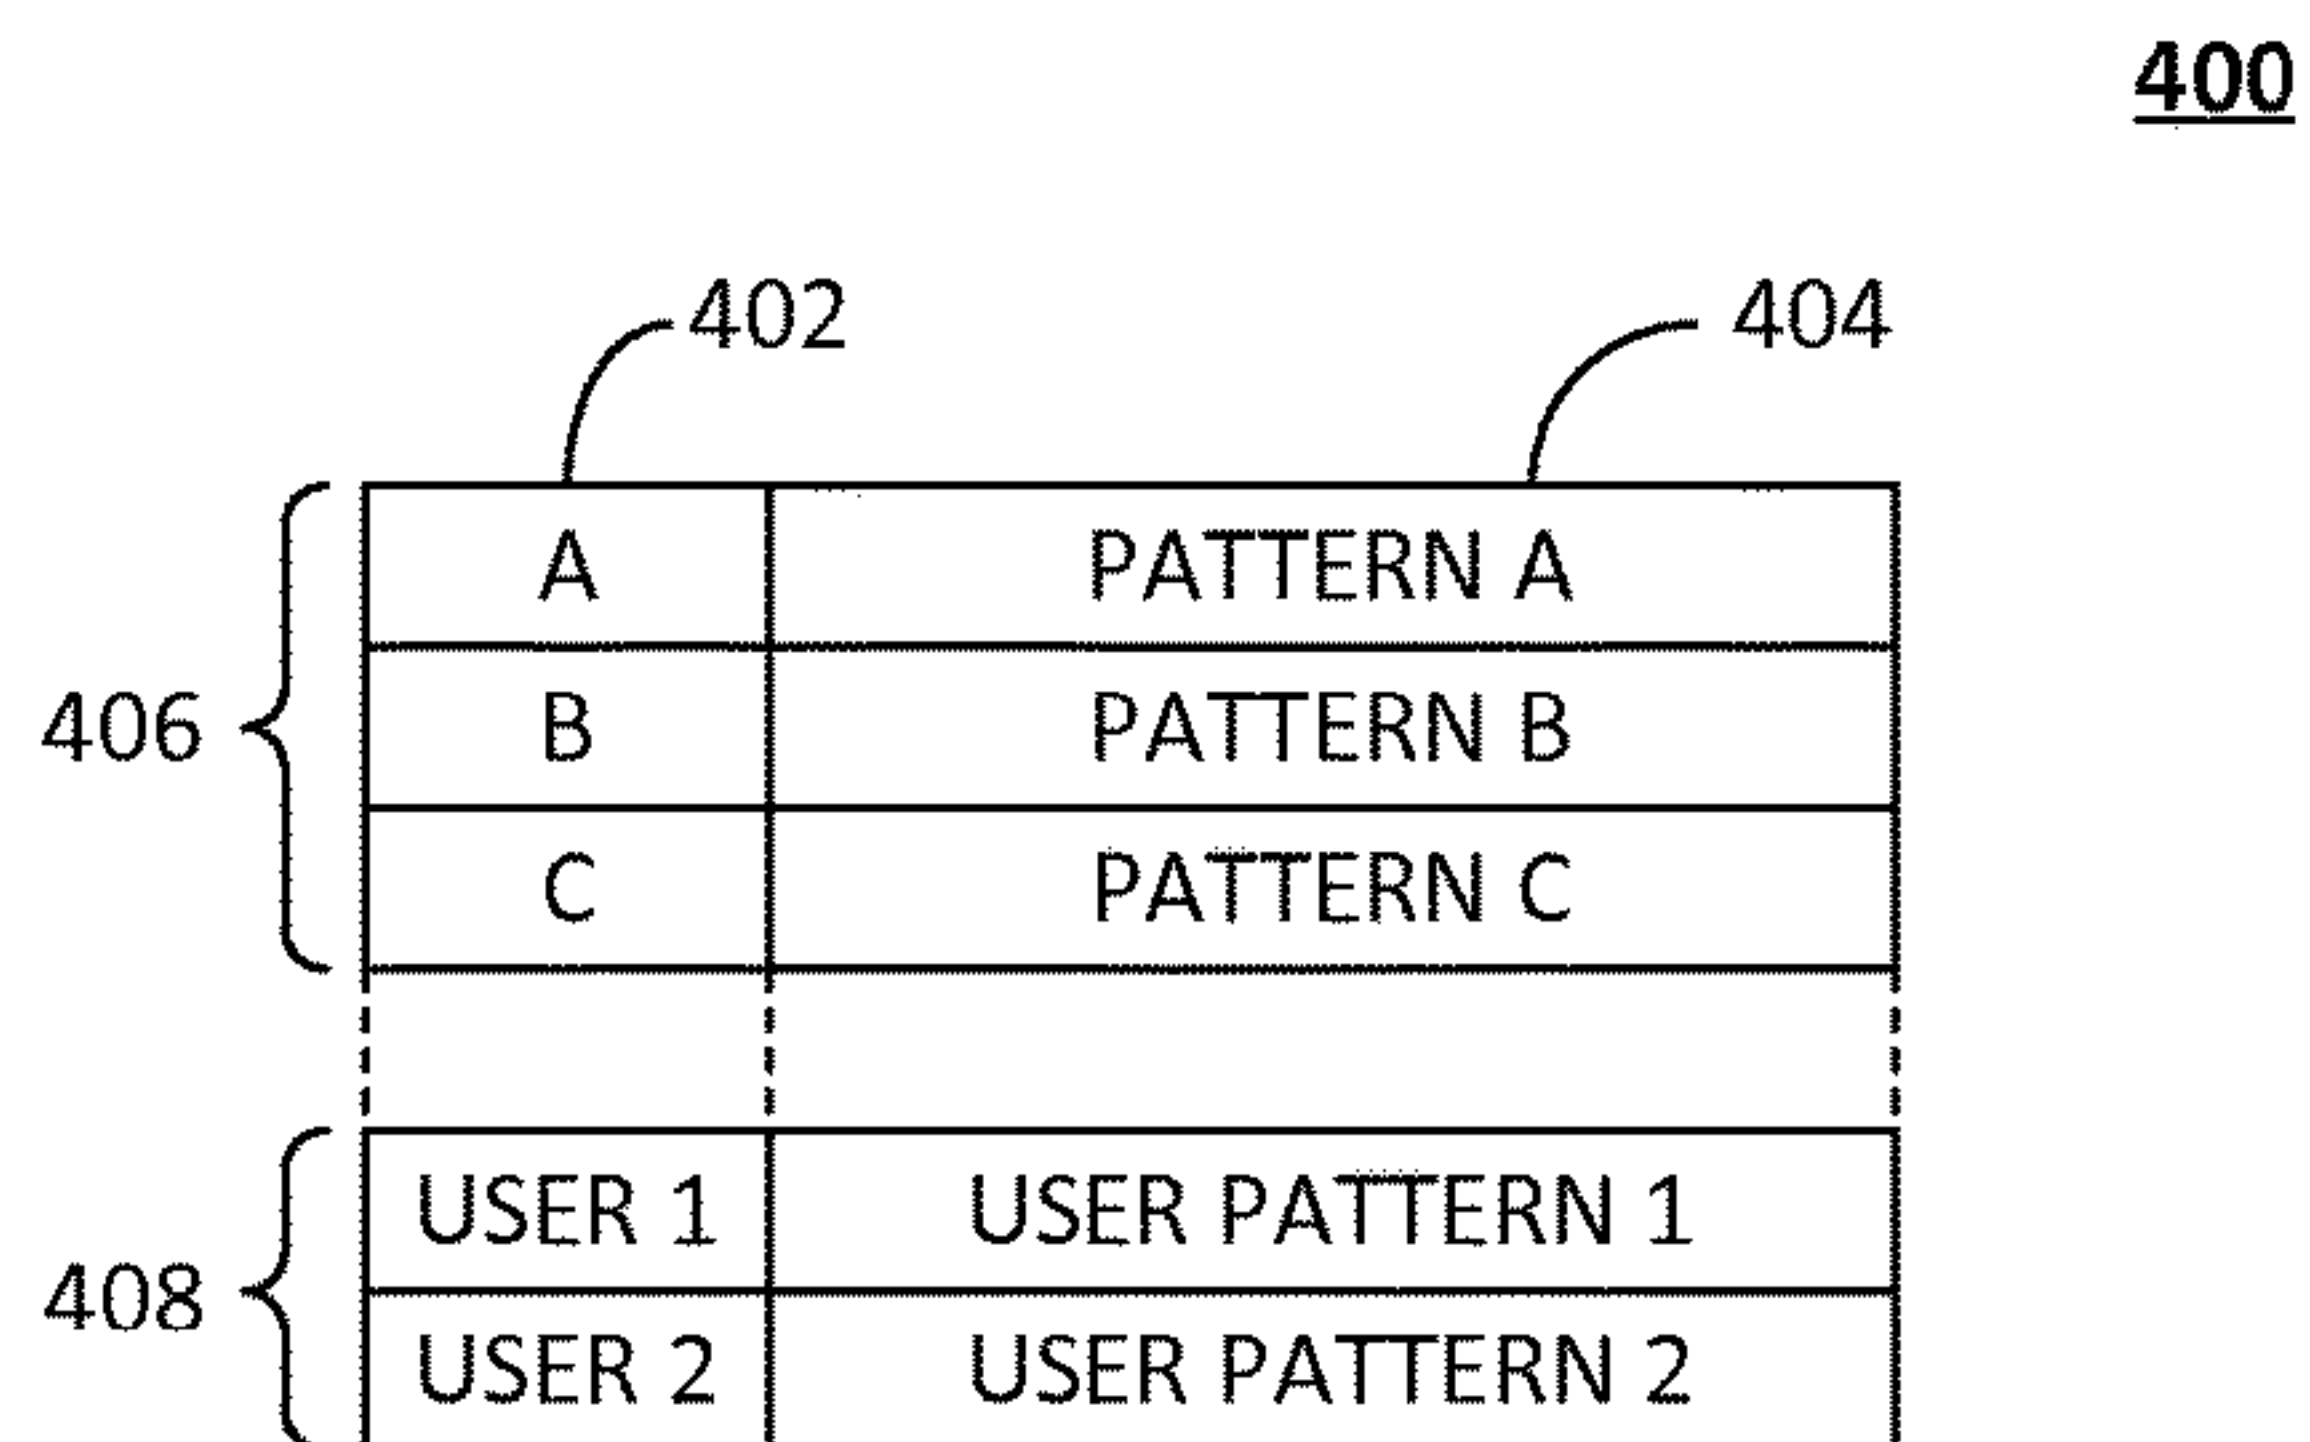 400
402 404
A PATTERN A
406 B PATTERN B
C PATTERN C
USER 1 USER PATTERN 1
408
USER 2 USER PATTERN 2